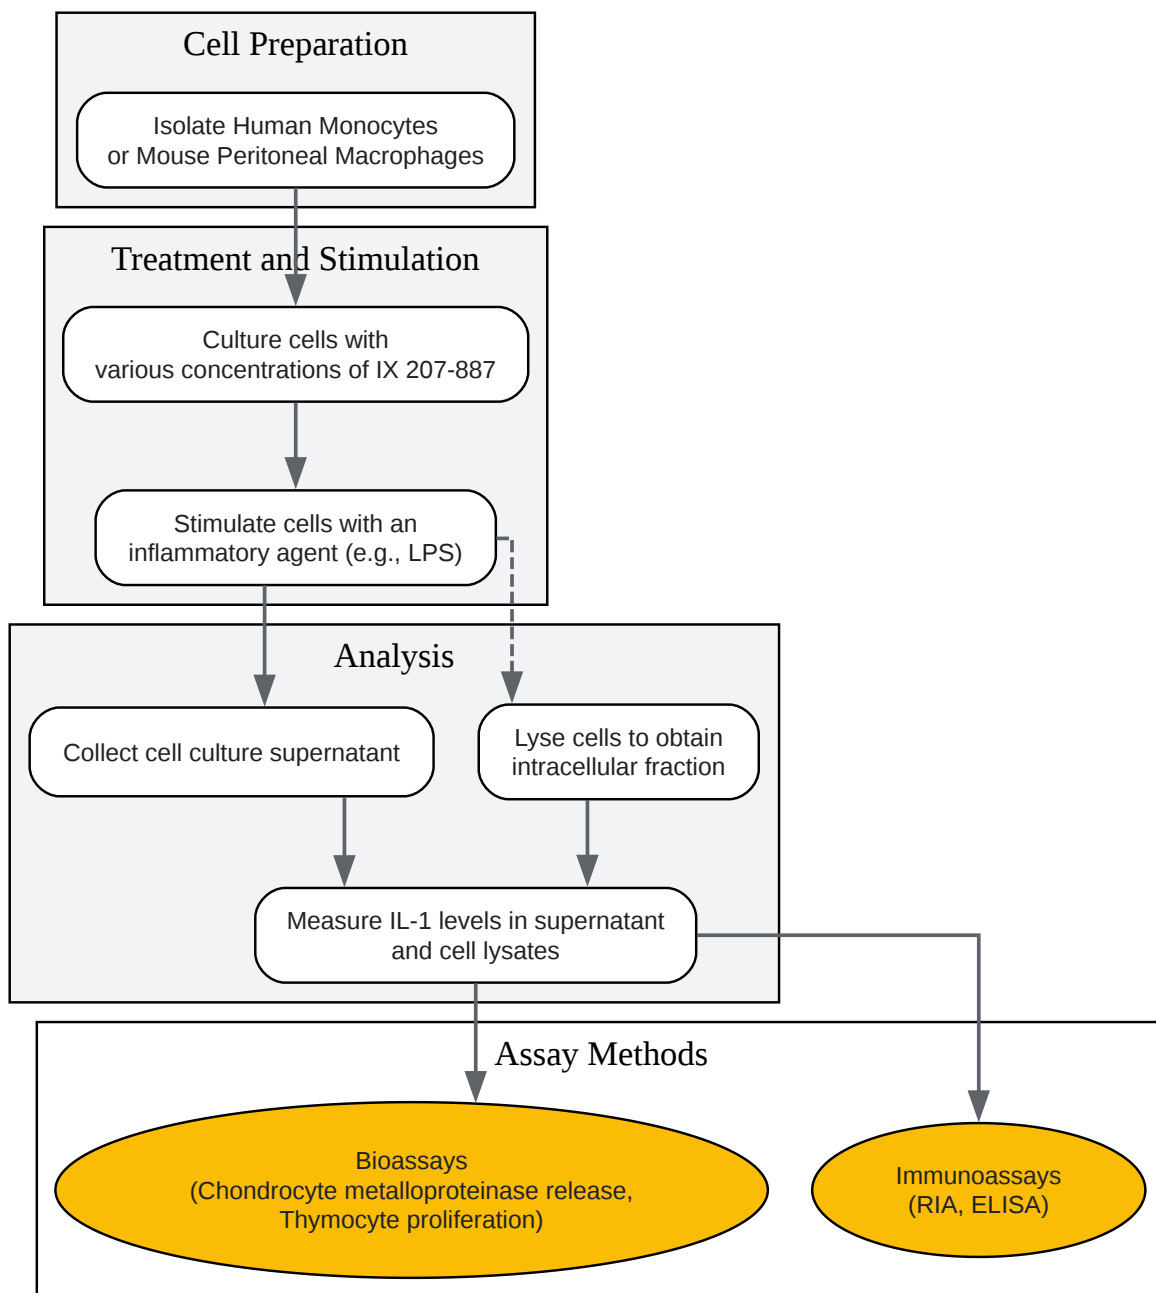 Cell Preparation
Isolate Human Monocytes
or Mouse Peritoneal Macrophages
Treatment and Stimulation
Culture cells with
various concentrations of IX 207-887
Stimulate cells with an
inflammatory agent (e.g., LPS)
Analysis
Collect cell culture supernatant
Lyse cells to obtain
intracellular fraction
Measure IL-1 levels in supernatant
and cell lysates
Assay Methods
Bioassays
(Chondrocyte metalloproteinase release,
Thymocyte proliferation)
Immunoassays
(RIA, ELISA)